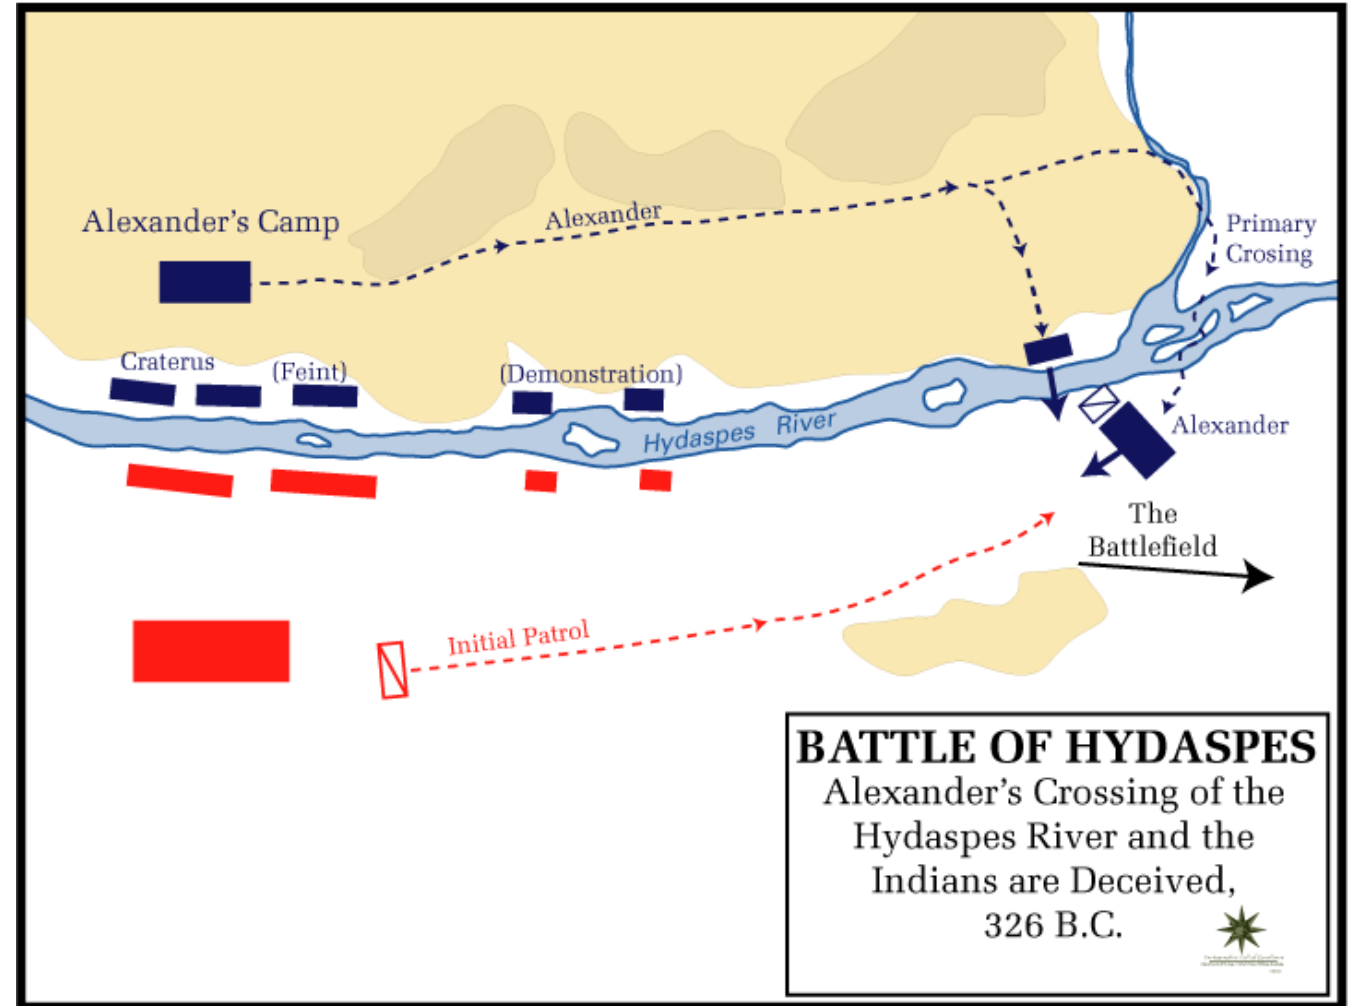 Alexander's Camp
Alexander
Primary
Crosing
Craterus
(Feint)
(Demonstration)
Hydaspes River
Alexander
The
Battlefield
Initial Patrol
BATTLE OF HYDASPES
Alexander's Crossing of the
Hydaspes River and the
Indians are Deceived,
326 B.C.